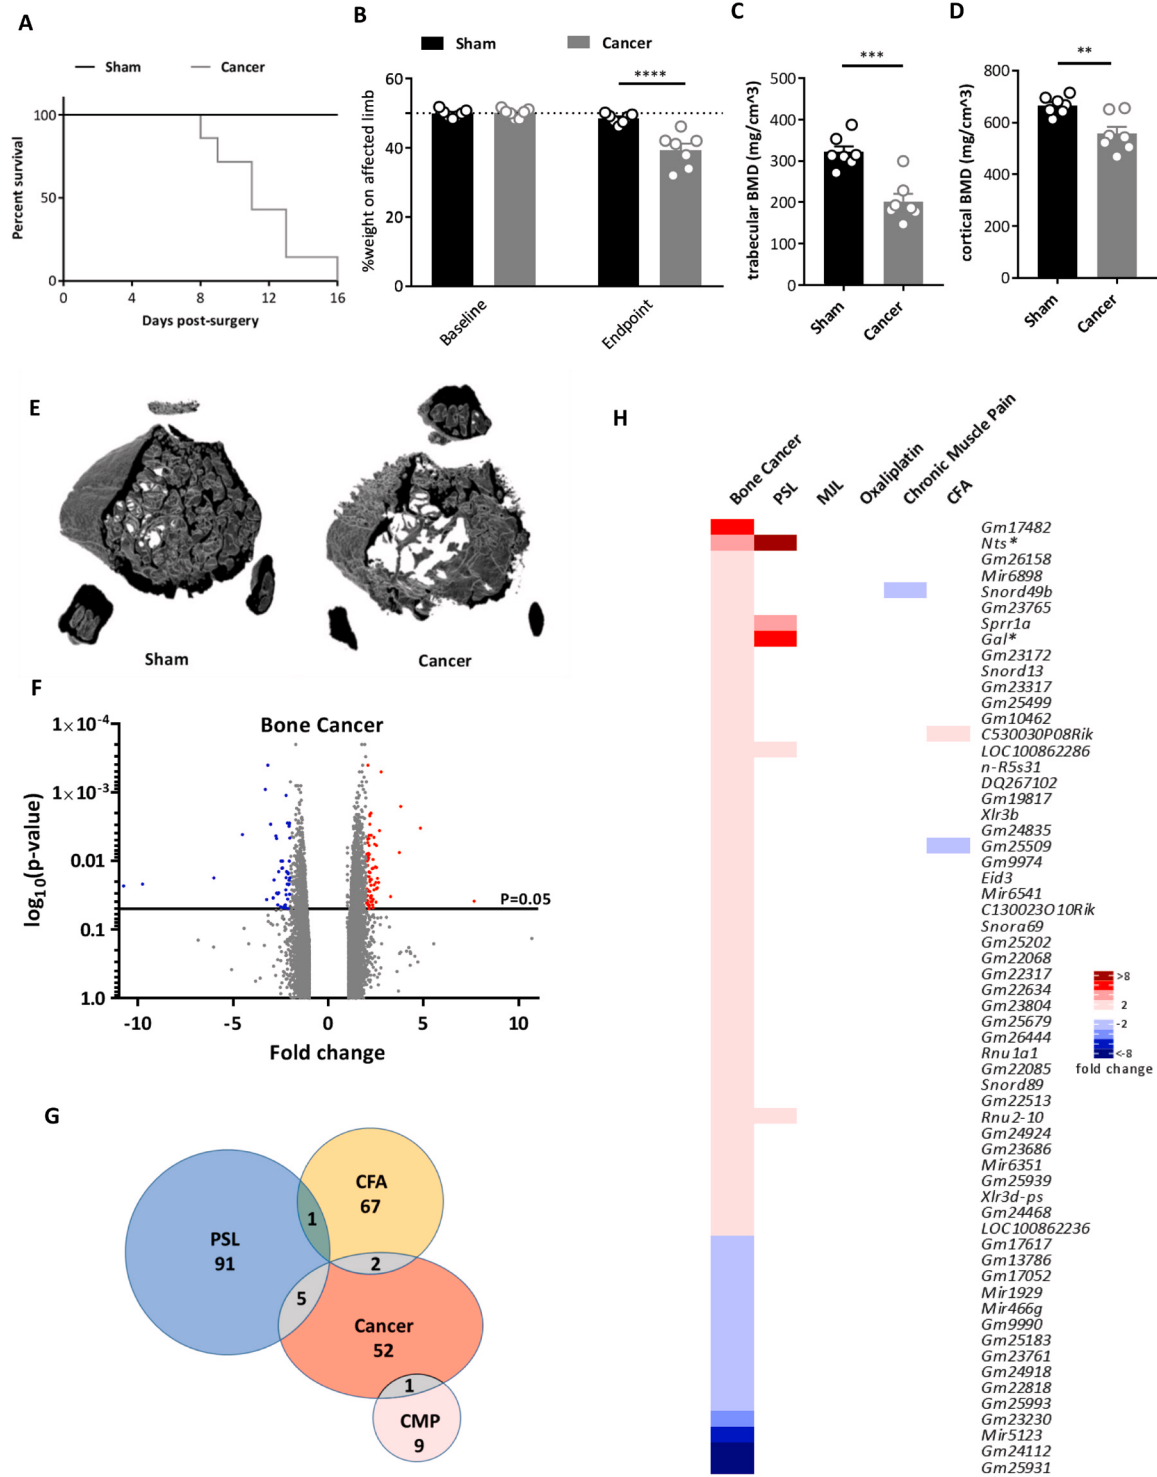 A
Sham
Cancer
100
50
0
Percent survival
0
4
8
12
16
Days post-surgery
B
Sham
Cancer
****
60
40
20
0
%weight on affected limb
Baseline
Endpoint
C
***
500
400
300
200
100
0
trabecular BMD (mg/cm^3)
Sham
Cancer
D
**
800
600
400
200
0
cortical BMD (mg/cm^3)
Sham
Cancer
E
Sham
Cancer
F
Bone Cancer
1×10-4
1×10-3
0.01
0.1
1.0
log10(p-value)
P=0.05
-10
-5
0
5
10
Fold change
G
CFA
67
1
PSL
91
2
5
Cancer
52
1
CMP
9
H
Bone Cancer
PSL
MJL
Oxaliplatin
Chronic Muscle Pain
CFA
Gm17482
Nts*
Gm26158
Mir6898
Snord49b
Gm23765
Sprr1a
Gal*
Gm23172
Snord13
Gm23317
Gm25499
Gm10462
C530030P08Rik
LOC100862286
n-R5s31
DQ267102
Gm19817
Xlr3b
Gm24835
Gm25509
Gm9974
Eid3
Mir6541
C130023O10Rik
Snora69
Gm25202
Gm22068
Gm22317
Gm22634
Gm23804
Gm25679
Gm26444
Rnu1a1
Gm22085
Snord89
Gm22513
Rnu2-10
Gm24924
Gm23686
Mir6351
Gm25939
Xlr3d-ps
Gm24468
LOC100862236
Gm17617
Gm13786
Gm17052
Mir1929
Mir466g
Gm9990
Gm25183
Gm23761
Gm24918
Gm22818
Gm25993
Gm23230
Mir5123
Gm24112
Gm25931
>8
2
-2
<-8
fold change